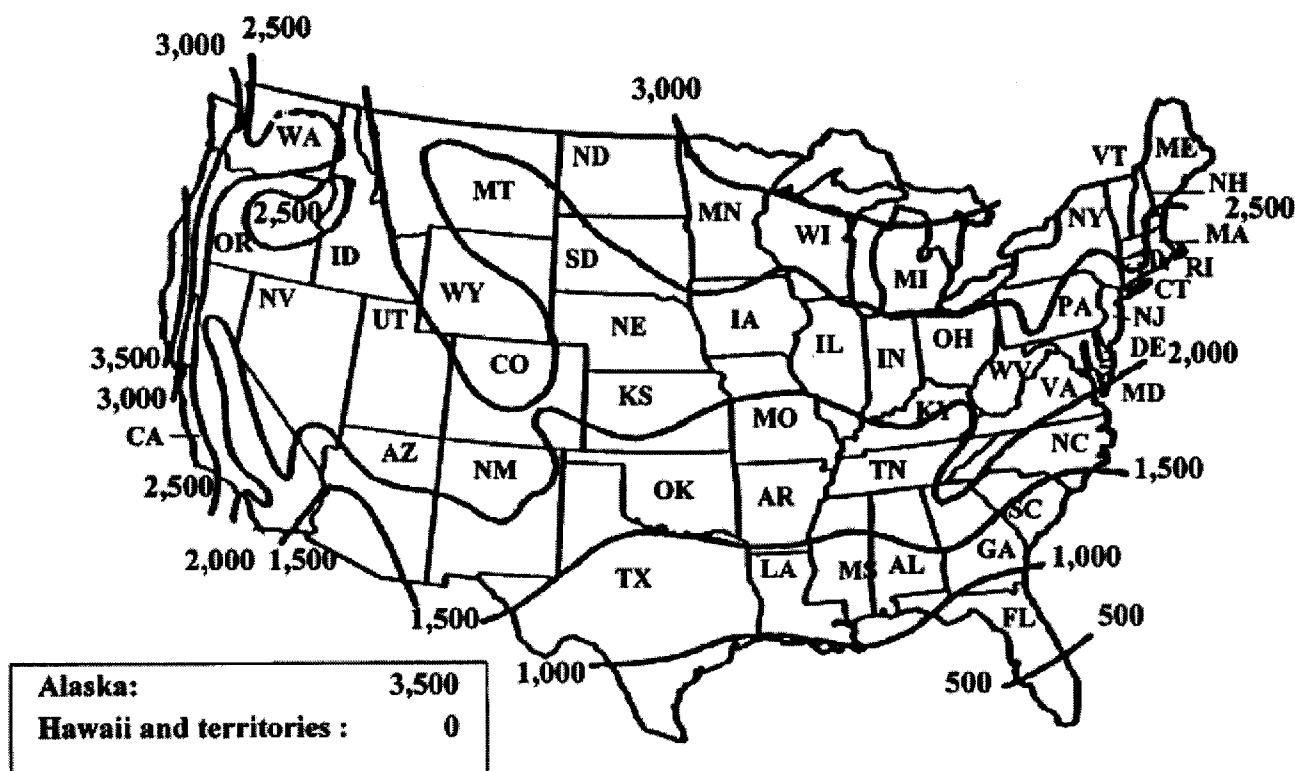 3,000 2,500
3,000
WA
ND
MT
MN
VT
ME
NH
2,500
NY
MA
2,500
OR
ID
SD
WI
MI
RI
CT
WY
NV
UT
NE
IA
PA
NJ
IL
IN
OH
DE
2,000
3,500
CO
WV
VA
MD
3,000
KS
MO
KY
CA
AZ
NM
OK
AR
TN
NC
1,500
2,500
SC
GA
2,000 1,500
TX
LA
MS
AL
1,000
1,500
FL
500
1,000
500
Alaska: 3,500
Hawaii and territories : 0